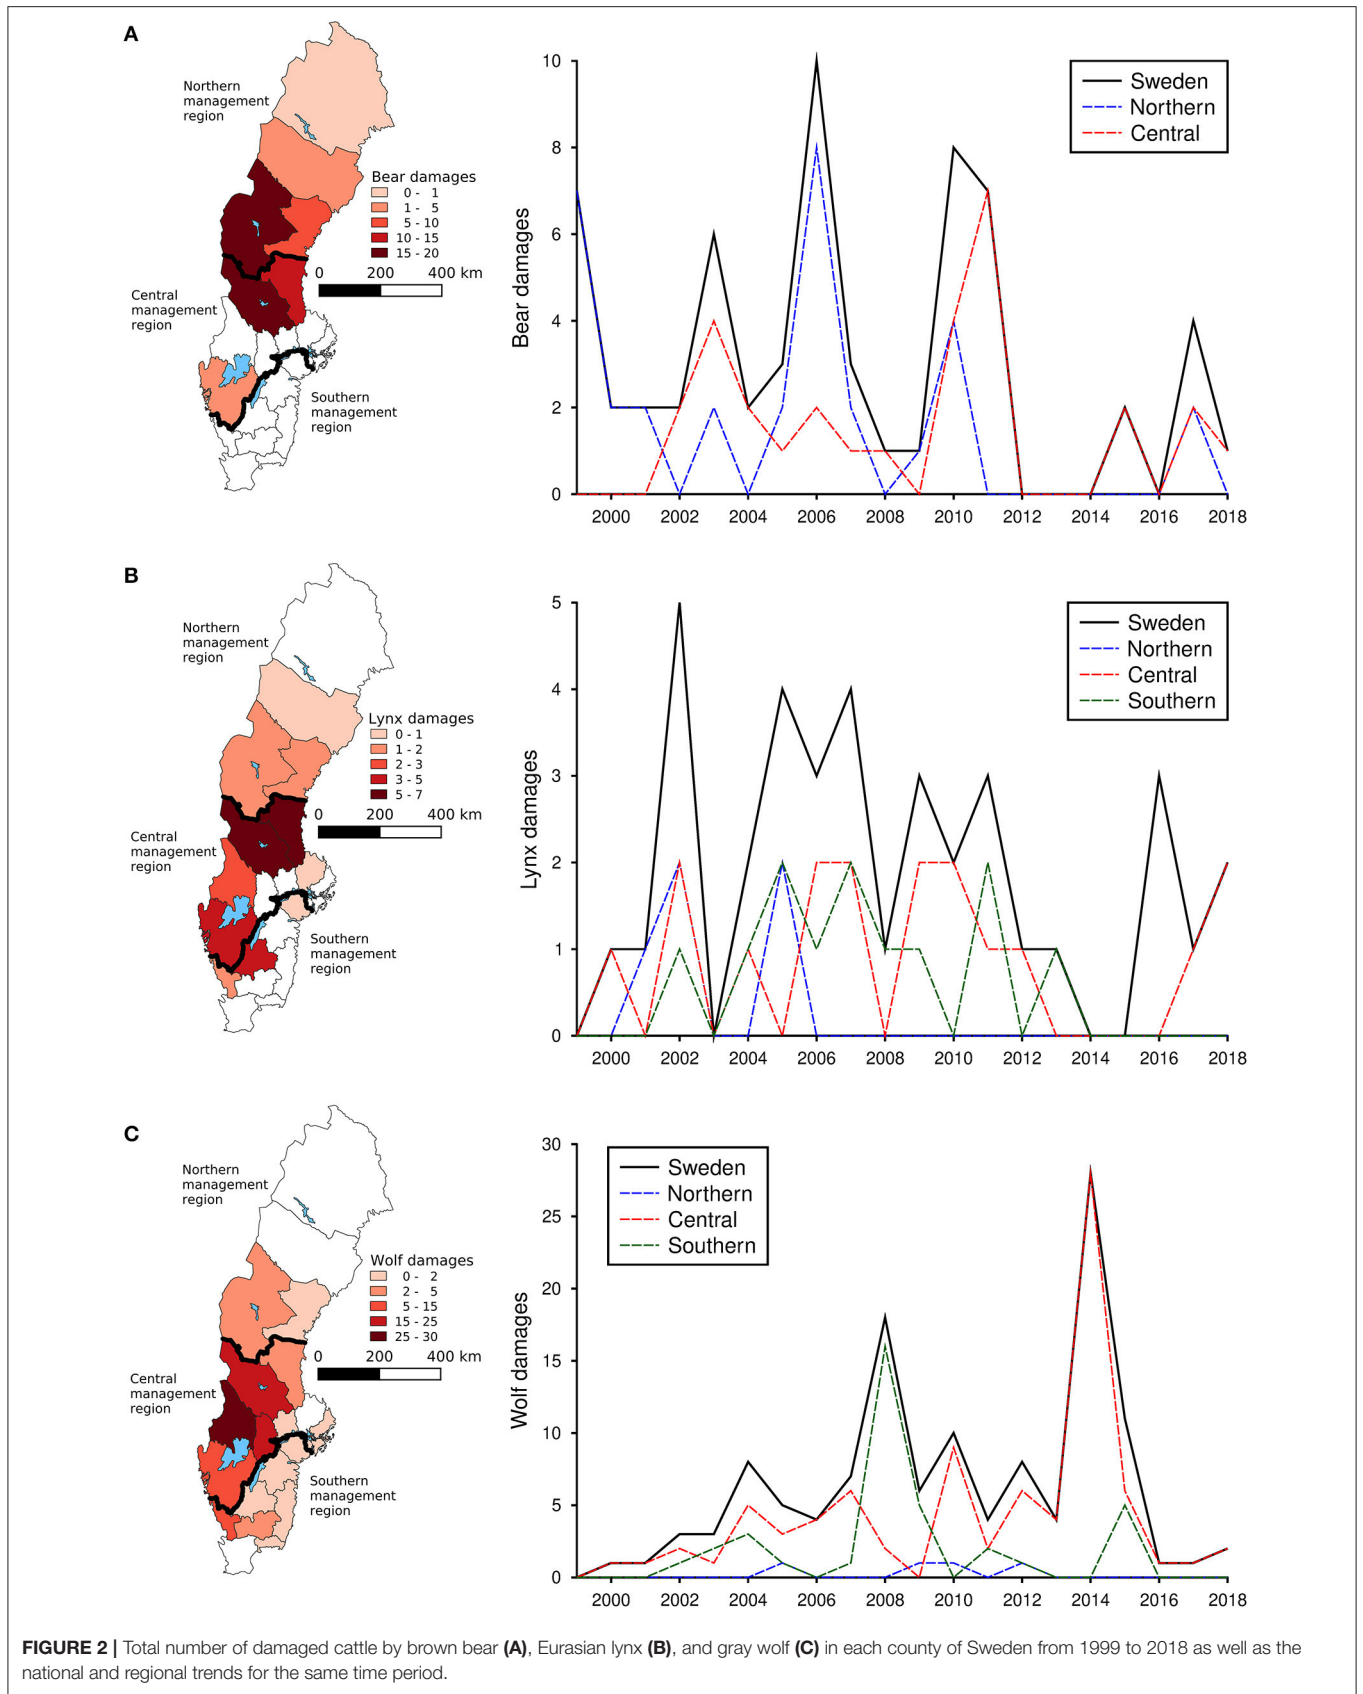 A
Northern
management
region
Bear damages
0 - 1
1 - 5
5 - 10
10 - 15
15 - 20
0 200 400 km
Central
management
region
Southern
management
region
Bear damages
10
8
6
4
2
0
2000 2002 2004 2006 2008 2010 2012 2014 2016 2018
Sweden
Northern
Central
B
Northern
management
region
Lynx damages
0 - 1
1 - 2
2 - 3
3 - 5
5 - 7
0 200 400 km
Central
management
region
Southern
management
region
Lynx damages
5
4
3
2
1
0
2000 2002 2004 2006 2008 2010 2012 2014 2016 2018
Sweden
Northern
Central
Southern
C
Northern
management
region
Wolf damages
0 - 2
2 - 5
5 - 15
15 - 25
25 - 30
0 200 400 km
Central
management
region
Southern
management
region
Wolf damages
30
25
20
15
10
5
0
2000 2002 2004 2006 2008 2010 2012 2014 2016 2018
Sweden
Northern
Central
Southern
FIGURE 2 | Total number of damaged cattle by brown bear (A), Eurasian lynx (B), and gray wolf (C) in each county of Sweden from 1999 to 2018 as well as the
national and regional trends for the same time period.